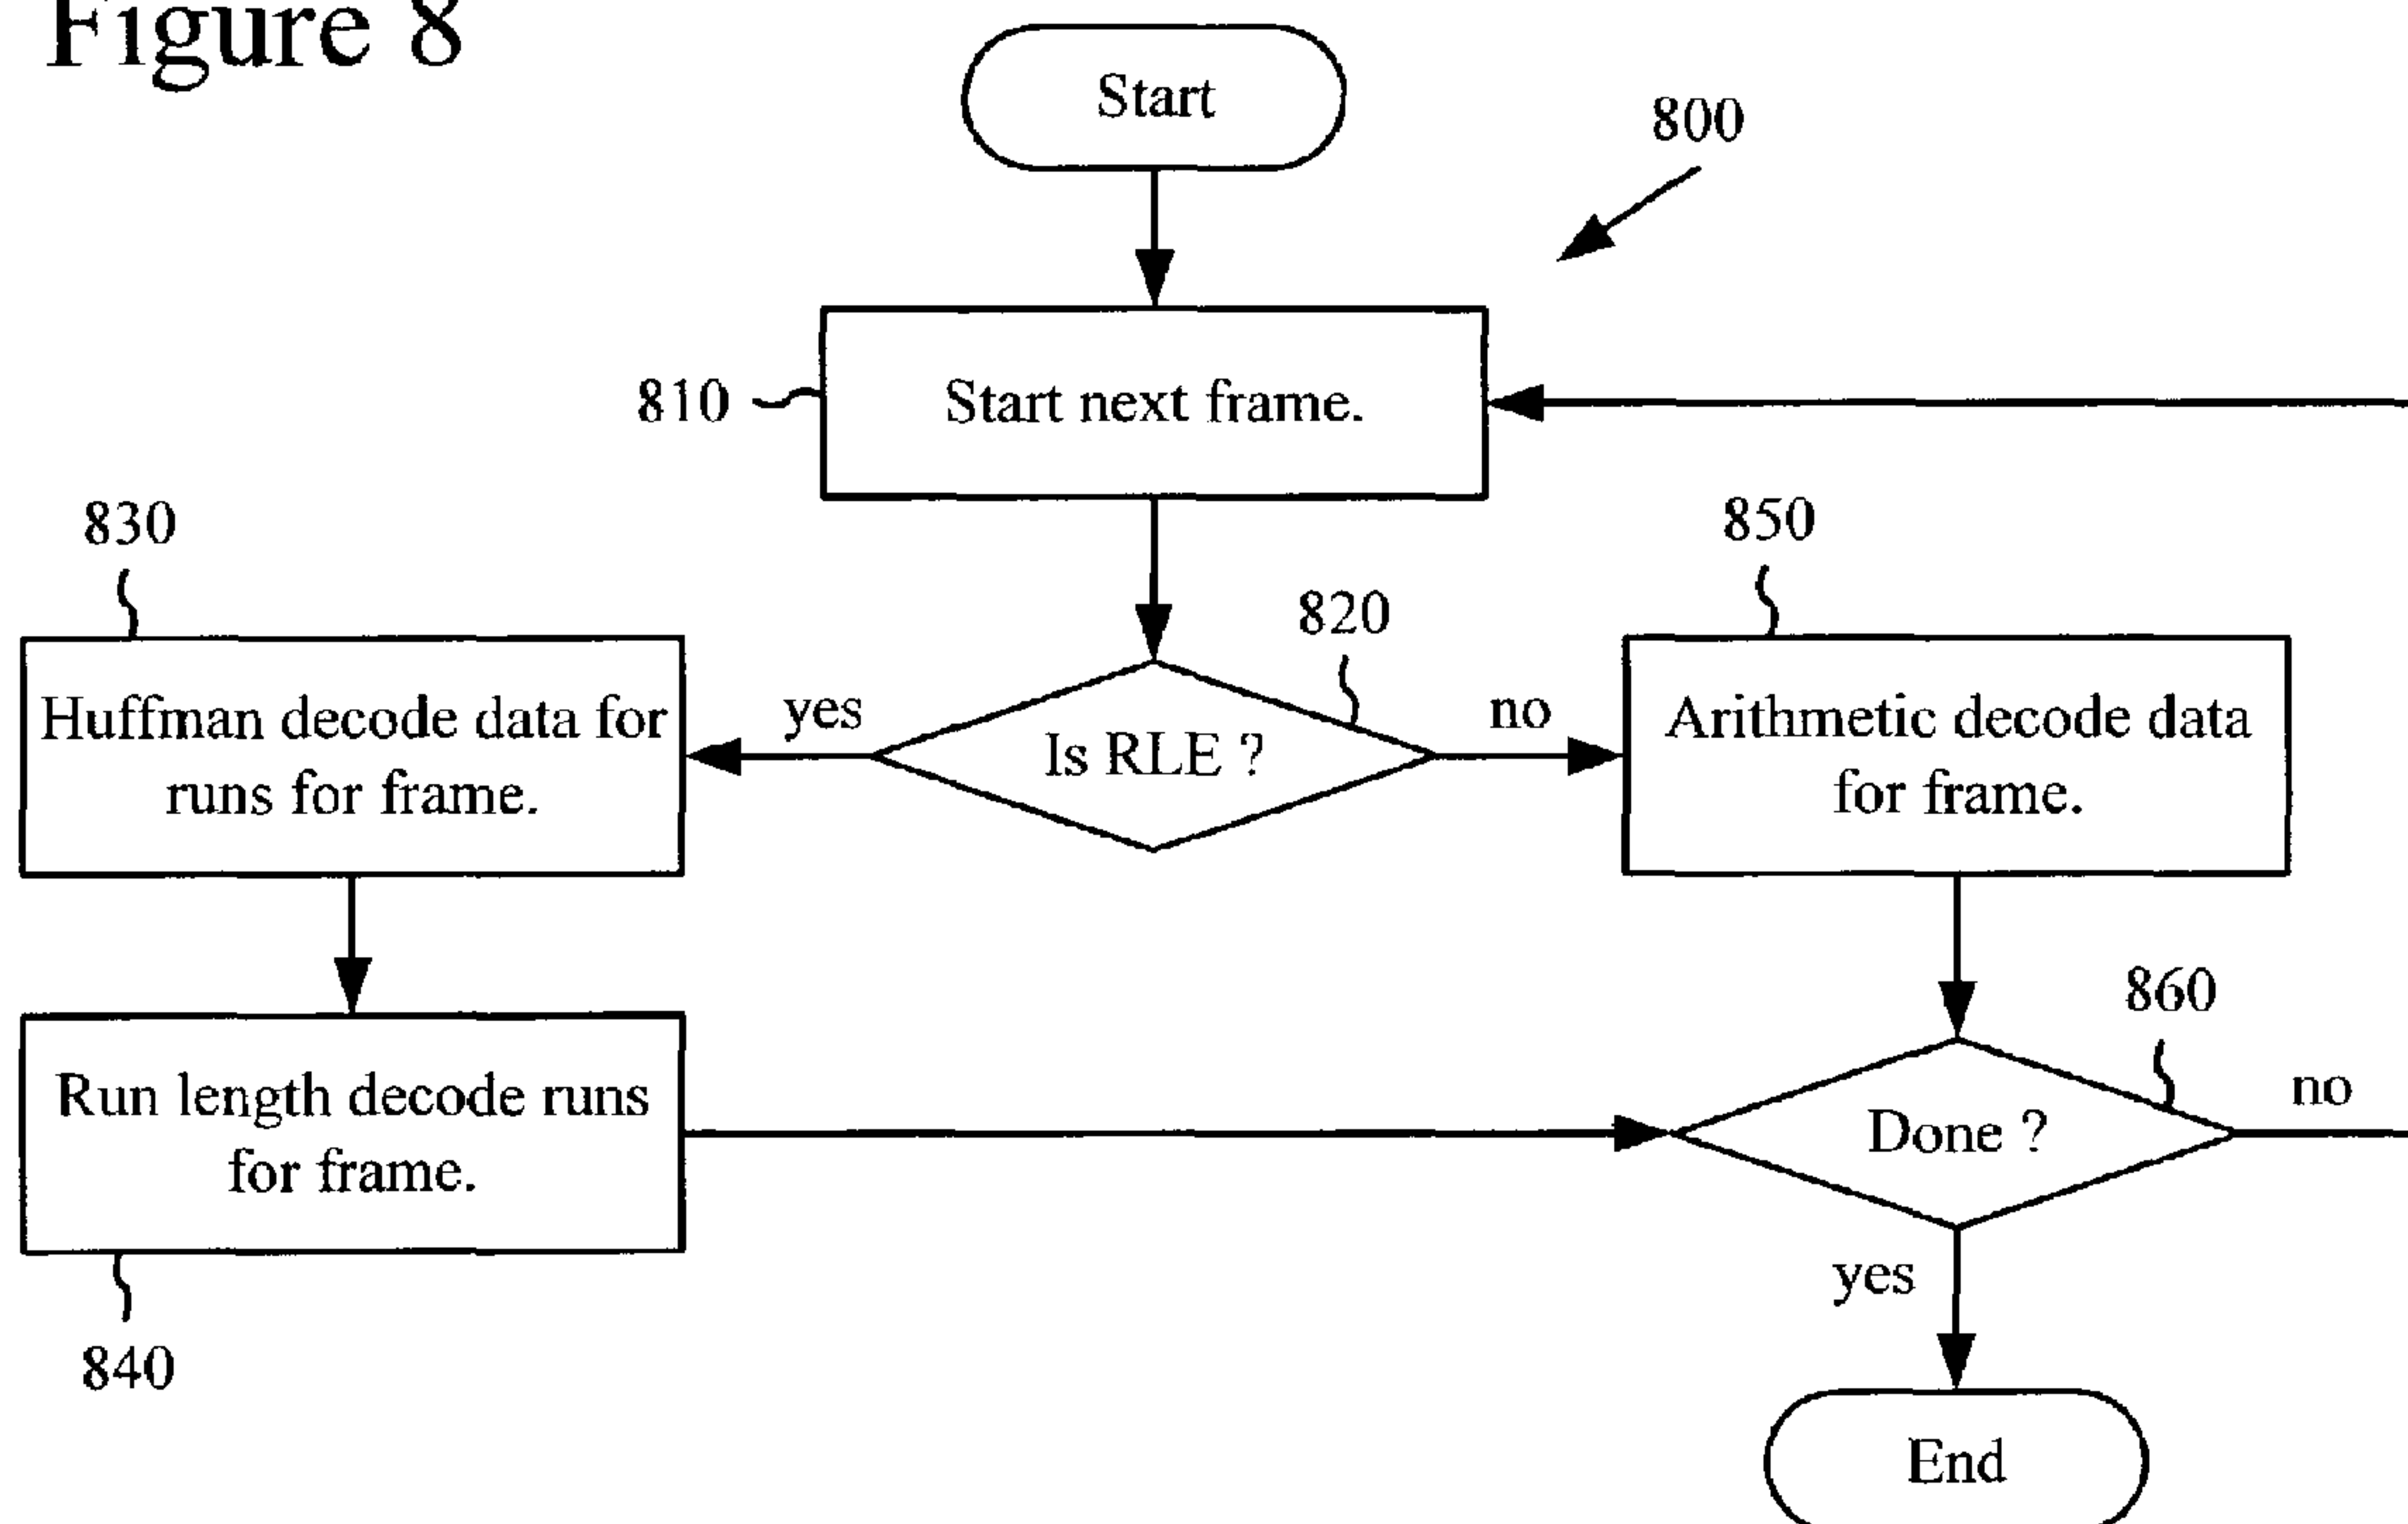 Figure 8
Start
800
810
Start next frame.
830
850
820
Huffman decode data for
runs for frame.
yes
Is RLE ?
no
Arithmetic decode data
for frame.
860
Run length decode runs
for frame.
Done ?
no
840
yes
End